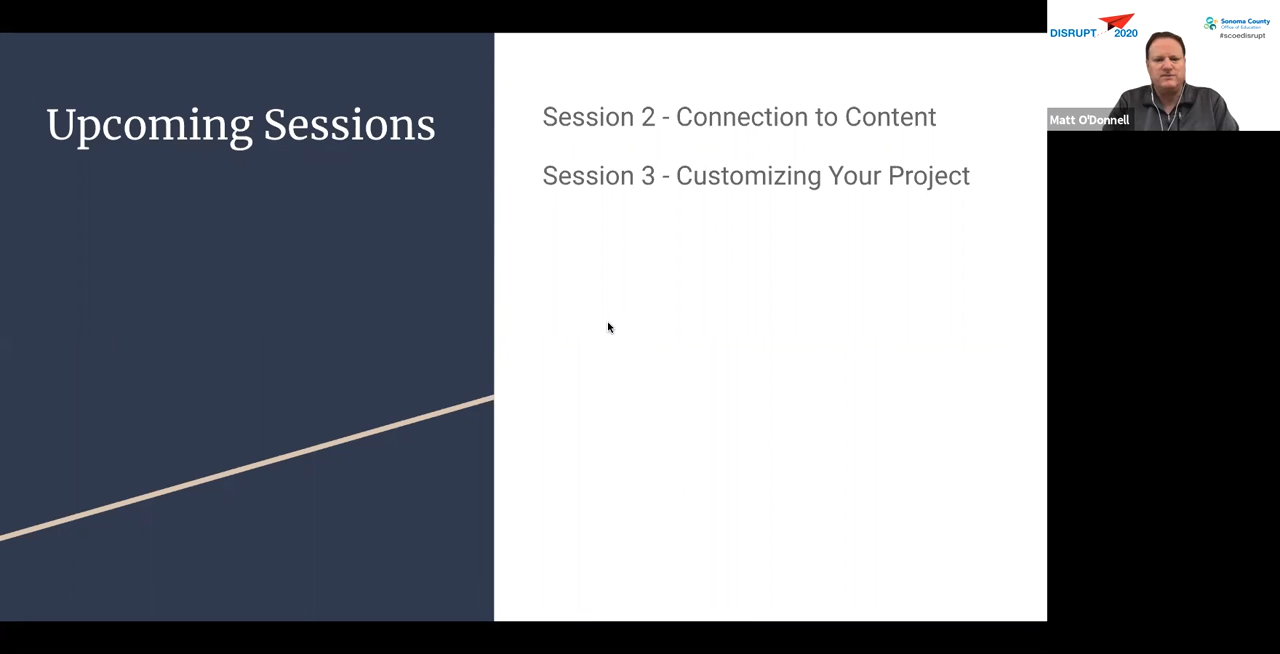 Upcoming Sessions
Session 2 - Connection to Content
Session 3 - Customizing Your Project
DISRUPT 2020
Sonoma County
Office of Education
#scoedisrupt
Matt O'Donnell